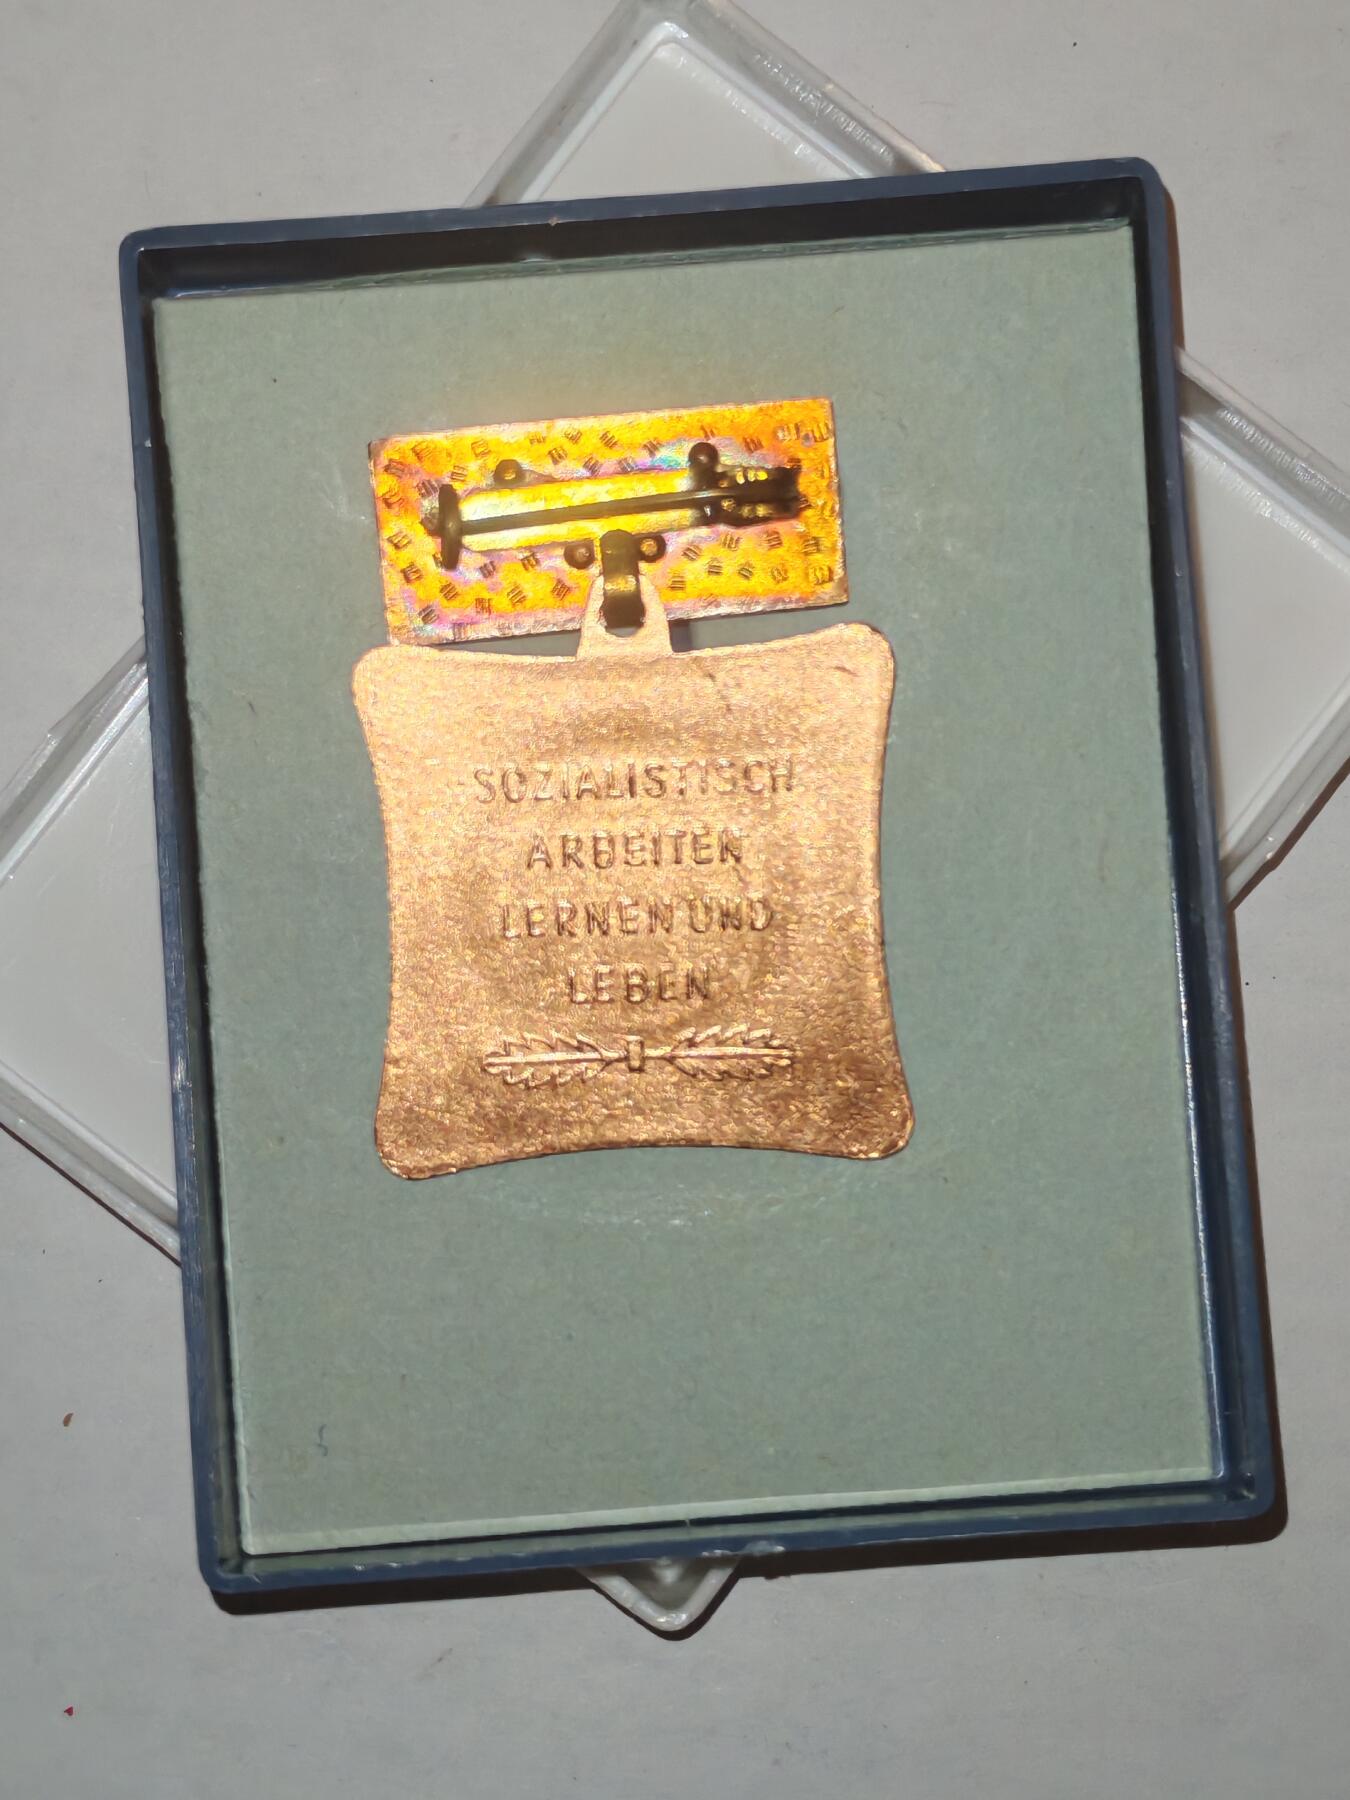 SOZIALISTISCH
ARBEITEN
LERNEN UND
LEBEN